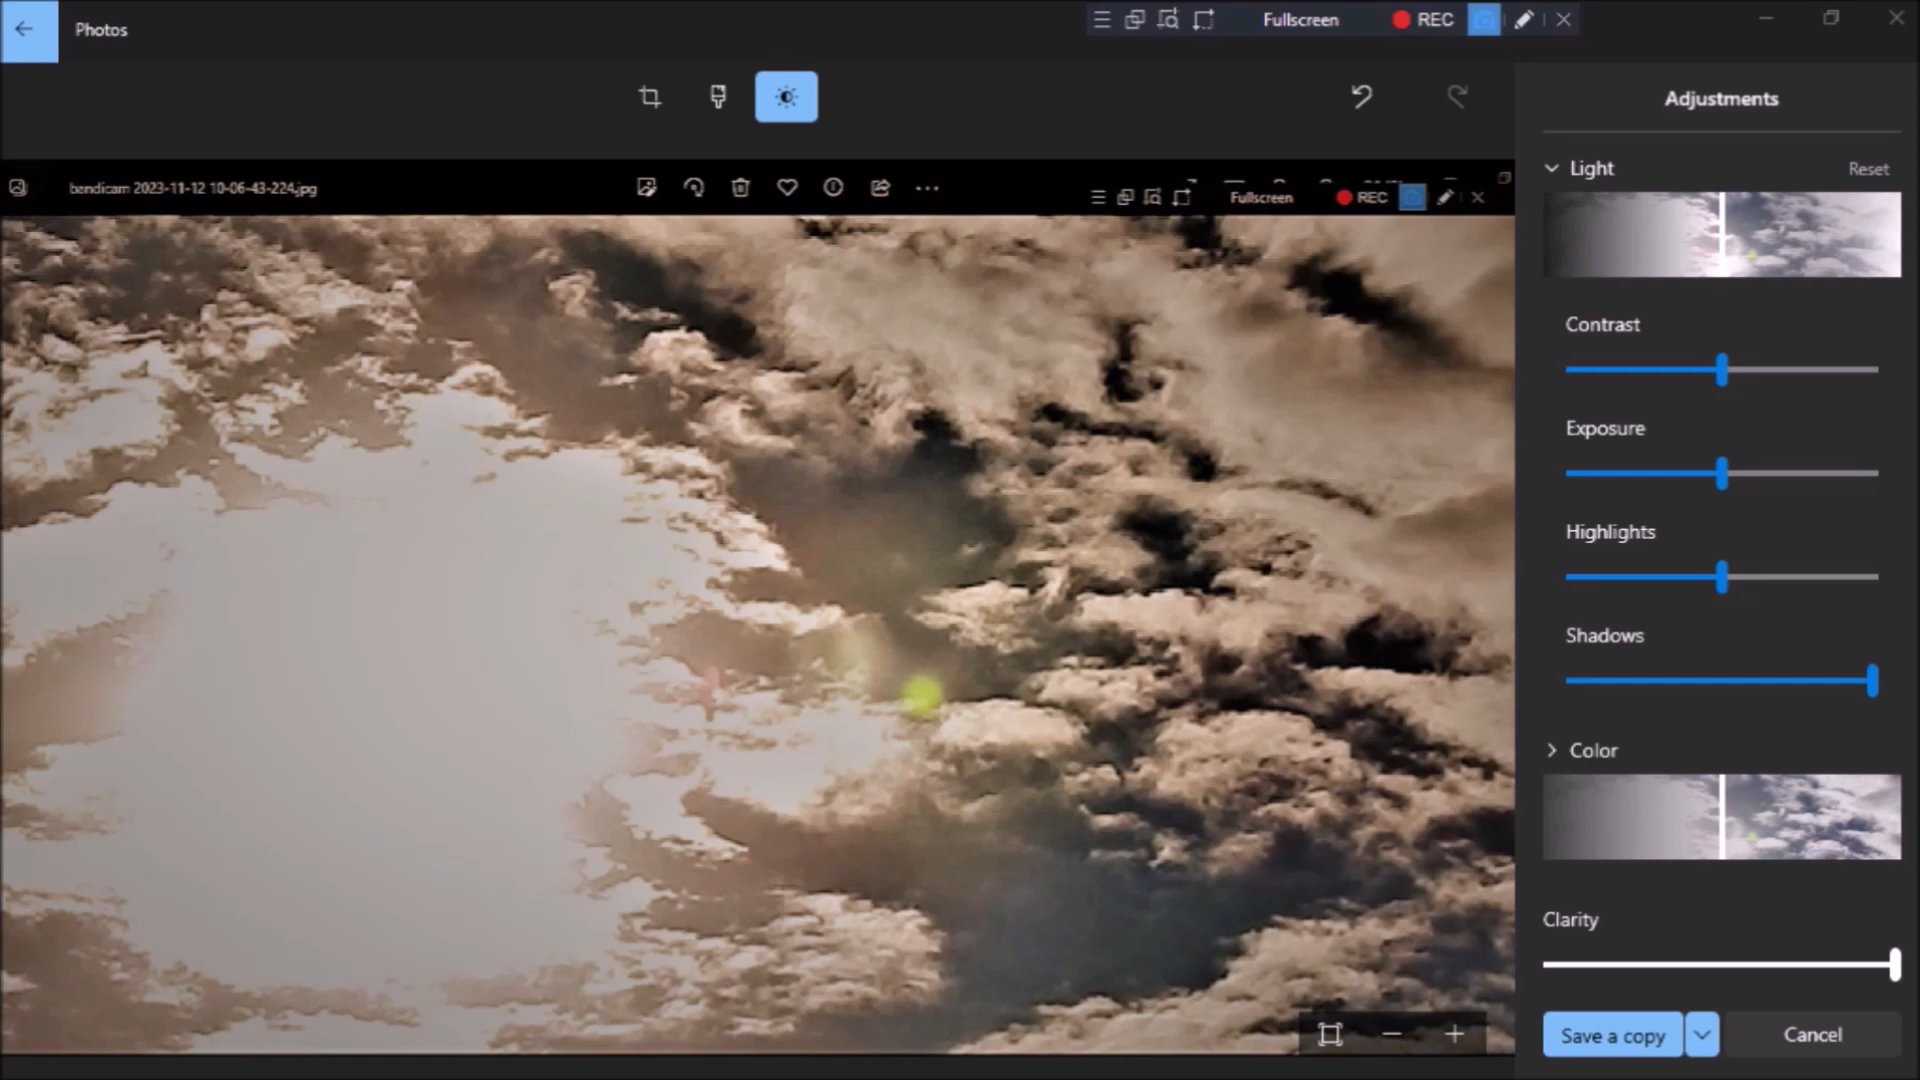 Photos
Fullscreen
REC
Adjustments
bandicam 2023-11-12 10-06-43-224.jpg
Fullscreen
REC
Light
Reset
Contrast
Exposure
Highlights
Shadows
Color
Clarity
Save a copy
Cancel